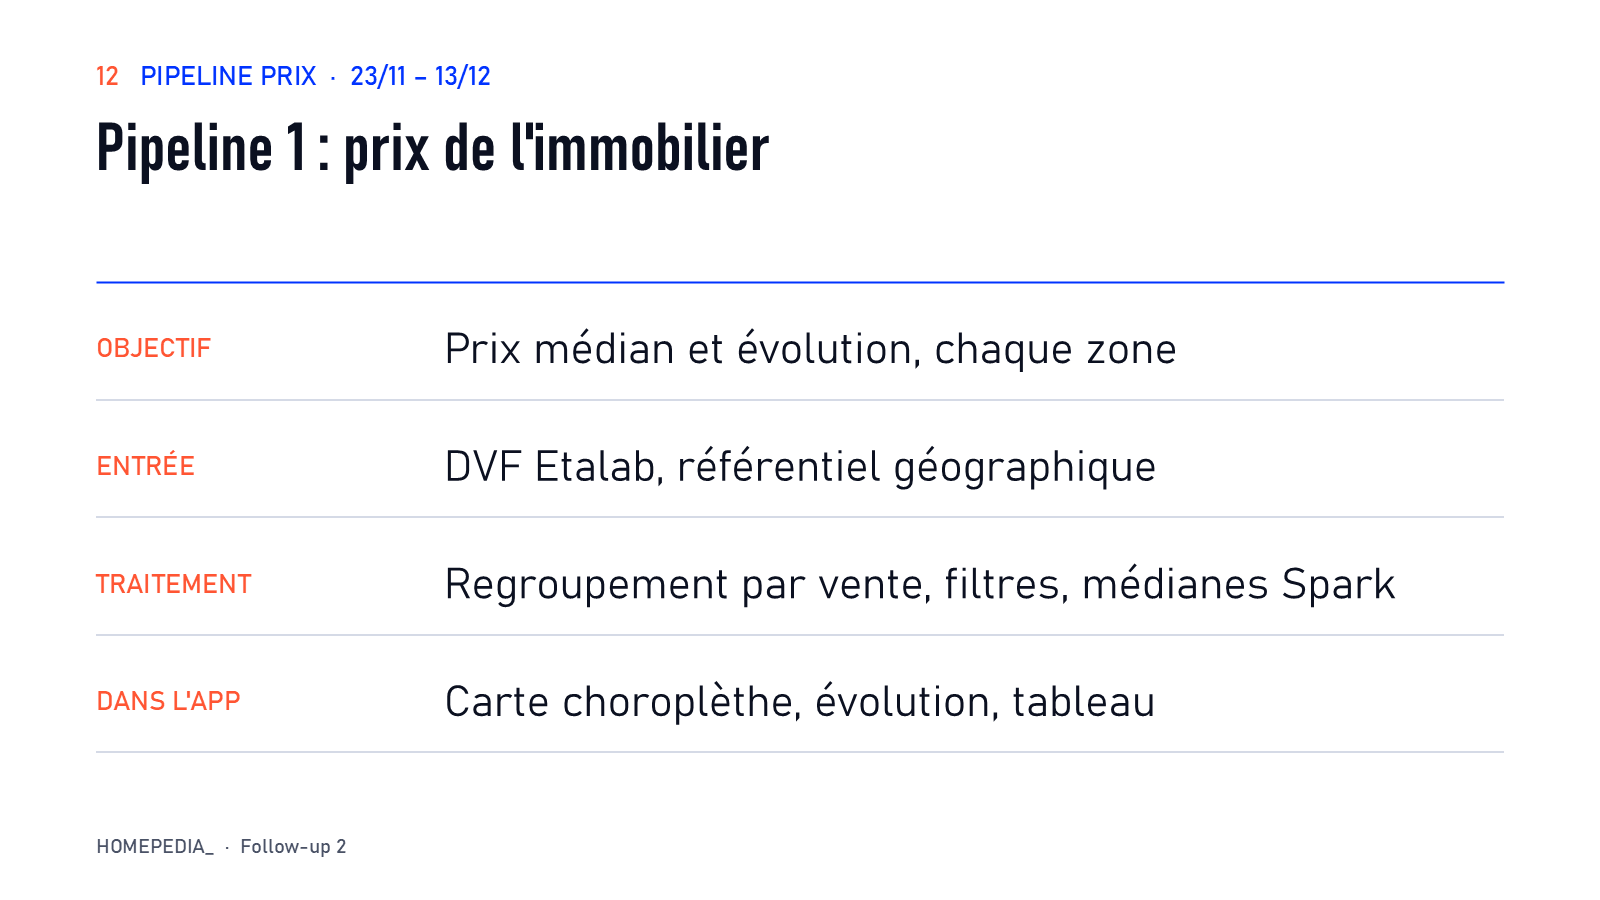 12 PIPELINE PRIX · 23/11 – 13/12
Pipeline 1 : prix de l'immobilier
OBJECTIF Prix médian et évolution, chaque zone
ENTRÉE DVF Etalab, référentiel géographique
TRAITEMENT Regroupement par vente, filtres, médianes Spark
DANS L'APP Carte choroplèthe, évolution, tableau
HOMEPEDIA_ · Follow-up 2